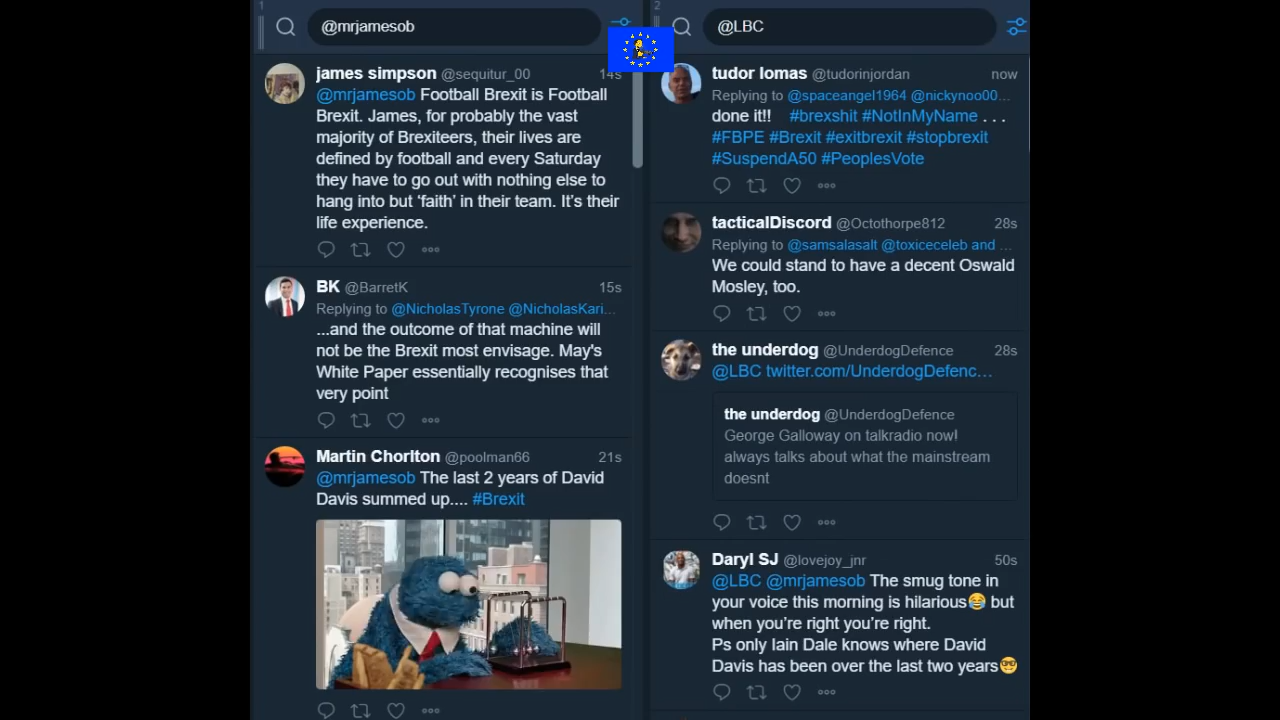 1
@mrjamesob
james simpson @sequitur_00 14s
@mrjamesob Football Brexit is Football
Brexit. James, for probably the vast
majority of Brexiteers, their lives are
defined by football and every Saturday
they have to go out with nothing else to
hang into but ‘faith’ in their team. It’s their
life experience.
BK @BarretK 15s
Replying to @NicholasTyrone @NicholasKari...
...and the outcome of that machine will
not be the Brexit most envisage. May's
White Paper essentially recognises that
very point
Martin Chorlton @poolman66 21s
@mrjamesob The last 2 years of David
Davis summed up.... #Brexit
2
@LBC
tudor lomas @tudorinjordan now
Replying to @spaceangel1964 @nickynoo00...
done it!! #brexshit #NotInMyName . . .
#FBPE #Brexit #exitbrexit #stopbrexit
#SuspendA50 #PeoplesVote
tacticalDiscord @Octothorpe812 28s
Replying to @samsalasalt @toxiceceleb and ...
We could stand to have a decent Oswald
Mosley, too.
the underdog @UnderdogDefence 28s
@LBC twitter.com/UnderdogDefenc…
the underdog @UnderdogDefence
George Galloway on talkradio now!
always talks about what the mainstream
doesnt
Daryl SJ @lovejoy_jnr 50s
@LBC @mrjamesob The smug tone in
your voice this morning is hilarious😂 but
when you’re right you’re right.
Ps only Iain Dale knows where David
Davis has been over the last two years🤓